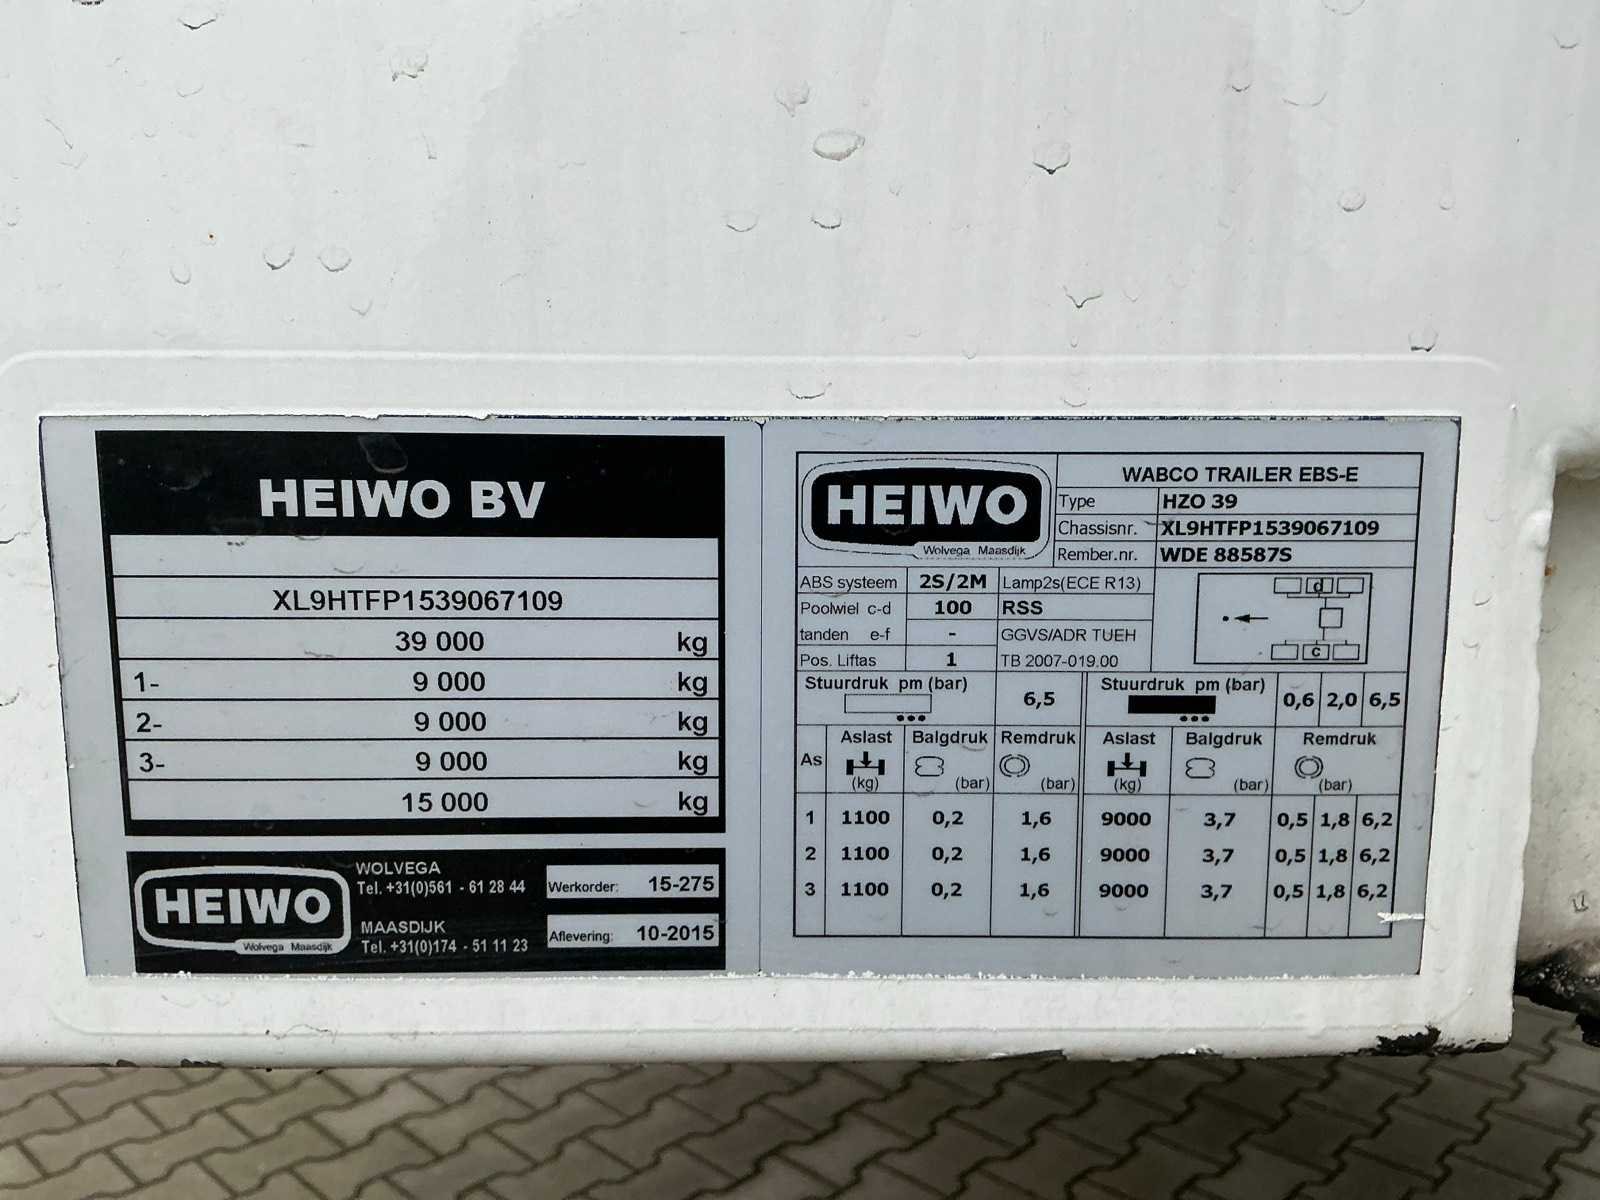 HEIWO BV
XL9HTFP1539067109
39 000 kg
1- 9 000 kg
2- 9 000 kg
3- 9 000 kg
15 000 kg
HEIWO
Wolvega Maasdijk
WOLVEGA
Tel. +31(0)561 - 61 28 44
MAASDIJK
Tel. +31(0)174 - 51 11 23
Werkorder: 15-275
Aflevering: 10-2015
HEIWO
Wolvega Maasdijk
WABCO TRAILER EBS-E
Type HZO 39
Chassisnr. XL9HTFP1539067109
Rember.nr. WDE 88587S
ABS systeem 2S/2M Lamp2s(ECE R13)
Poolwiel c-d 100 RSS
tanden e-f - GGVS/ADR TUEH
Pos. Liftas 1 TB 2007-019.00
d
c
Stuurdruk pm (bar) 6,5 Stuurdruk pm (bar) 0,6 2,0 6,5
As Aslast Balgdruk Remdruk Aslast Balgdruk Remdruk
(kg) (bar) (bar) (kg) (bar) (bar)
1 1100 0,2 1,6 9000 3,7 0,5 1,8 6,2
2 1100 0,2 1,6 9000 3,7 0,5 1,8 6,2
3 1100 0,2 1,6 9000 3,7 0,5 1,8 6,2